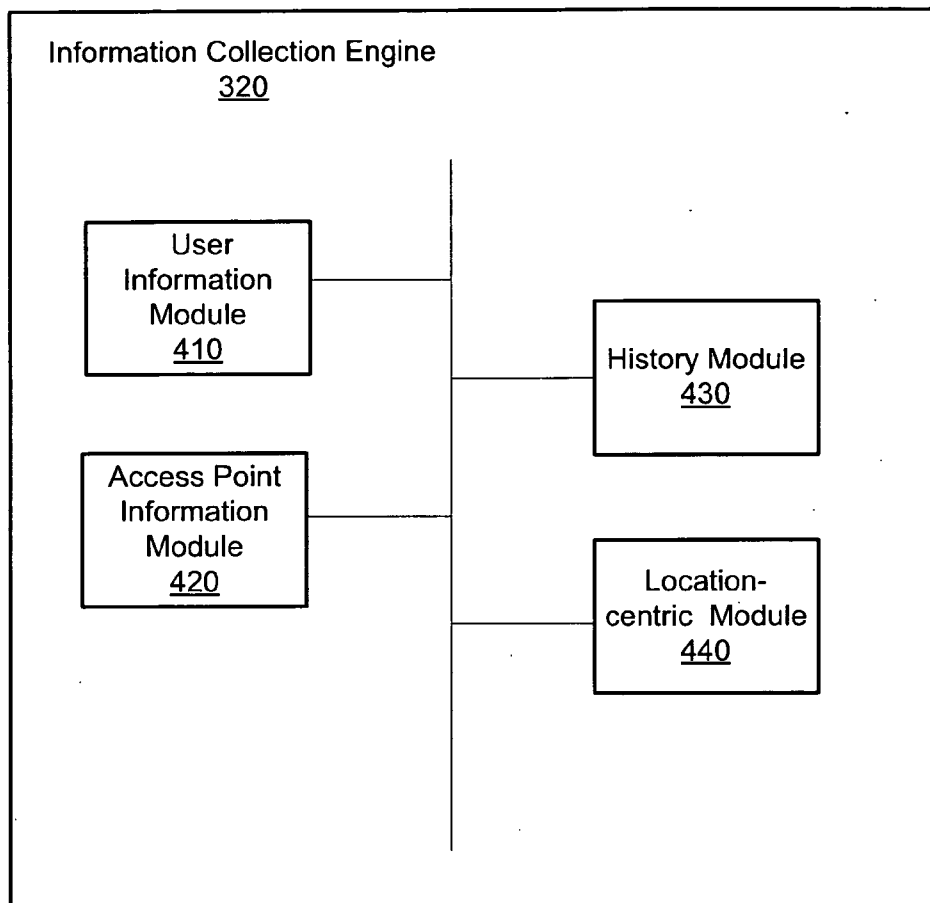 Information Collection Engine
320
User
Information
Module
410
Access Point
Information
Module
420
History Module
430
Location-
centric Module
440